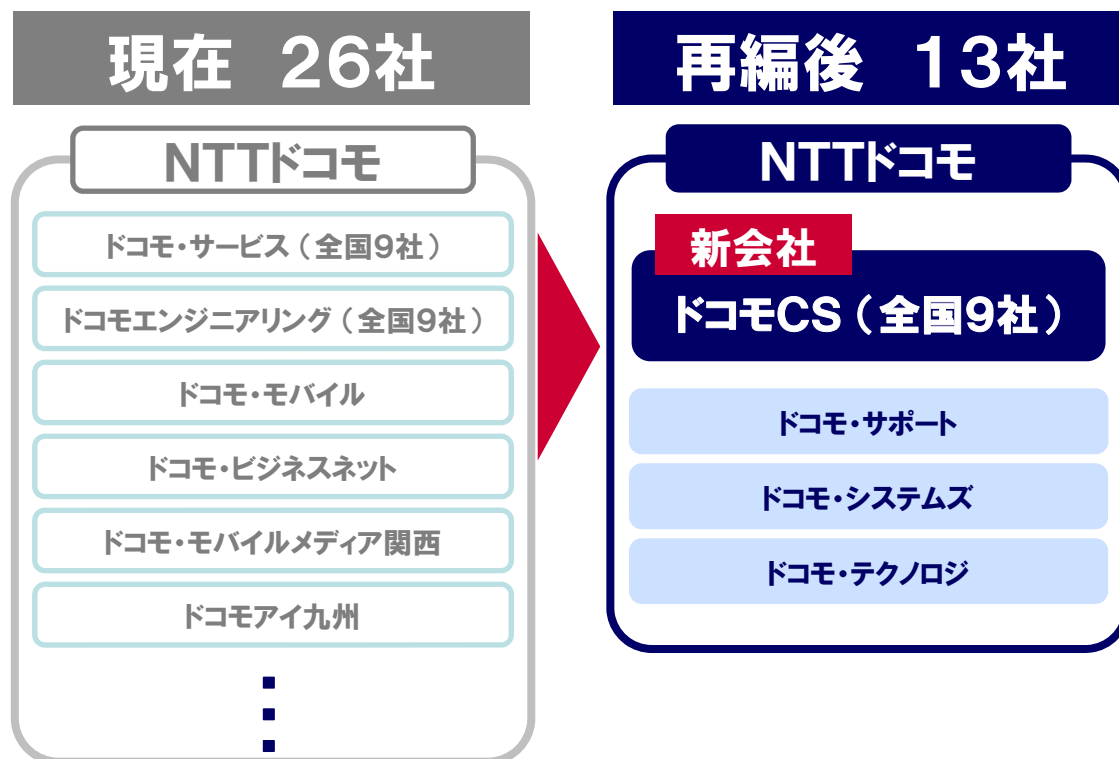 現在　２６社
NTTドコモ
ドコモ・サービス（全国９社）
ドコモエンジニアリング（全国９社）
ドコモ・モバイル
ドコモ・ビジネスネット
ドコモ・モバイルメディア関西
ドコモアイ九州
再編後　１３社
NTTドコモ
新会社
ドコモCS（全国９社）
ドコモ・サポート
ドコモ・システムズ
ドコモ・テクノロジ